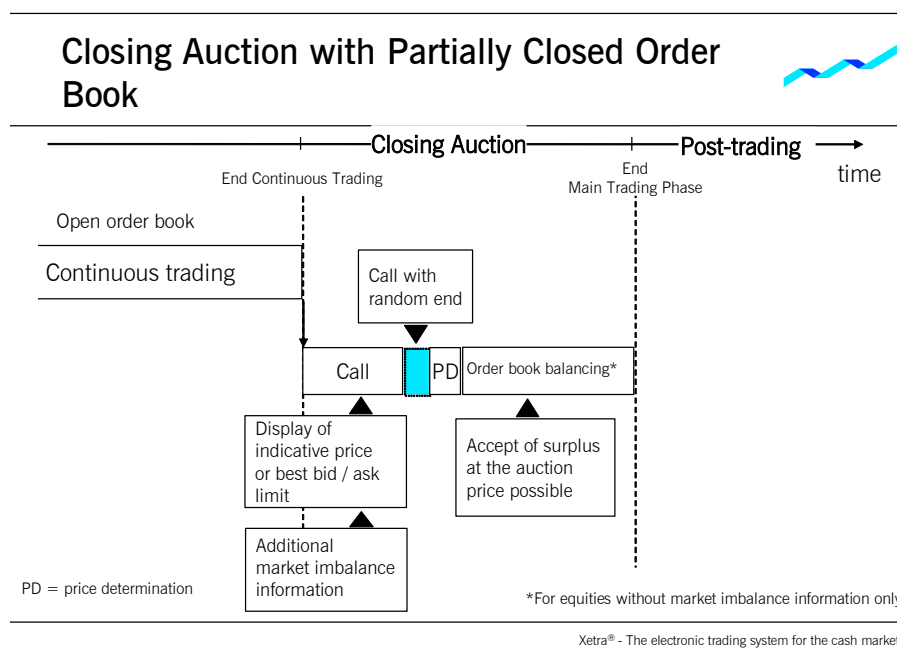 Closing Auction with Partially Closed Order
Book
Closing Auction
Post-trading
time
End Continuous Trading
End
Main Trading Phase
Open order book
Continuous trading
Call with
random end
Call
PD
Order book balancing*
Display of
indicative price
or best bid / ask
limit
Accept of surplus
at the auction
price possible
Additional
market imbalance
information
PD = price determination
*For equities without market imbalance information only
Xetra® - The electronic trading system for the cash market